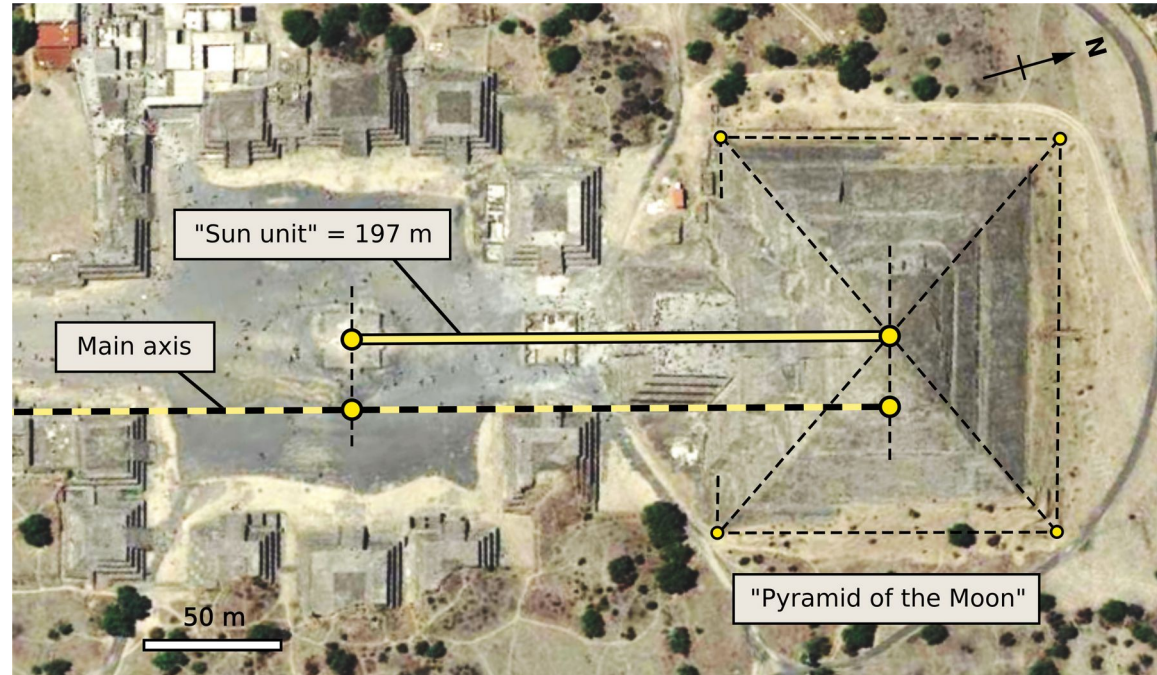 N
"Sun unit" = 197 m
Main axis
"Pyramid of the Moon"
50 m